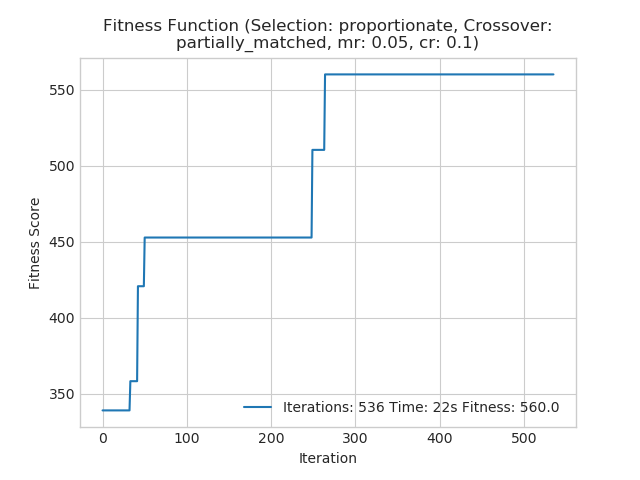 Fitness Function (Selection: proportionate, Crossover:
partially_matched, mr: 0.05, cr: 0.1)
550
500
450
400
350
Fitness Score
Iterations: 536 Time: 22s Fitness: 560.0
0 100 200 300 400 500
Iteration